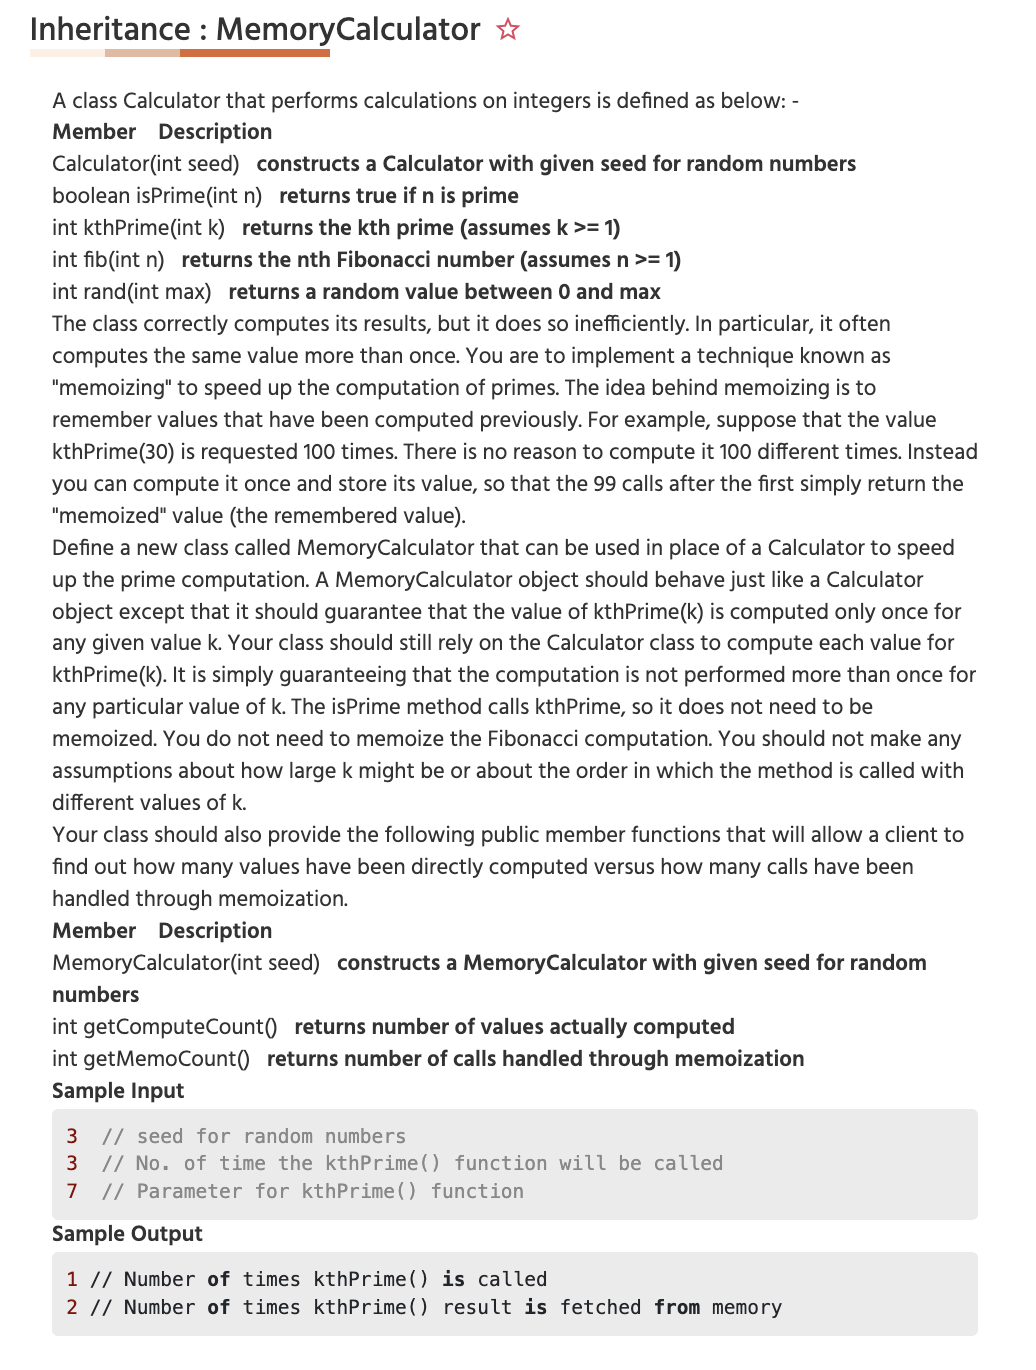 Inheritance : MemoryCalculator
A class Calculator that performs calculations on integers is defined as below: -
Member Description
Calculator(int seed) constructs a Calculator with given seed for random numbers
boolean isPrime(int n) returns true if n is prime
int kthPrime(int k) returns the kth prime (assumes k >= 1)
int fib(int n) returns the nth Fibonacci number (assumes n >= 1)
int rand(int max) returns a random value between 0 and max
The class correctly computes its results, but it does so inefficiently. In particular, it often
computes the same value more than once. You are to implement a technique known as
"memoizing" to speed up the computation of primes. The idea behind memoizing is to
remember values that have been computed previously. For example, suppose that the value
kthPrime(30) is requested 100 times. There is no reason to compute it 100 different times. Instead
you can compute it once and store its value, so that the 99 calls after the first simply return the
"memoized" value (the remembered value).
Define a new class called MemoryCalculator that can be used in place of a Calculator to speed
up the prime computation. A MemoryCalculator object should behave just like a Calculator
object except that it should guarantee that the value of kthPrime(k) is computed only once for
any given value k. Your class should still rely on the Calculator class to compute each value for
kthPrime(k). It is simply guaranteeing that the computation is not performed more than once for
any particular value of k. The isPrime method calls kthPrime, so it does not need to be
memoized. You do not need to memoize the Fibonacci computation. You should not make any
assumptions about how large k might be or about the order in which the method is called with
different values of k.
Your class should also provide the following public member functions that will allow a client to
find out how many values have been directly computed versus how many calls have been
handled through memoization.
Member Description
MemoryCalculator(int seed) constructs a MemoryCalculator with given seed for random
numbers
int getComputeCount() returns number of values actually computed
int getMemoCount() returns number of calls handled through memoization
Sample Input
3 // seed for random numbers
3 // No. of time the kthPrime() function will be called
7 // Parameter for kthPrime() function
Sample Output
1 // Number of times kthPrime() is called
2 // Number of times kthPrime() result is fetched from memory